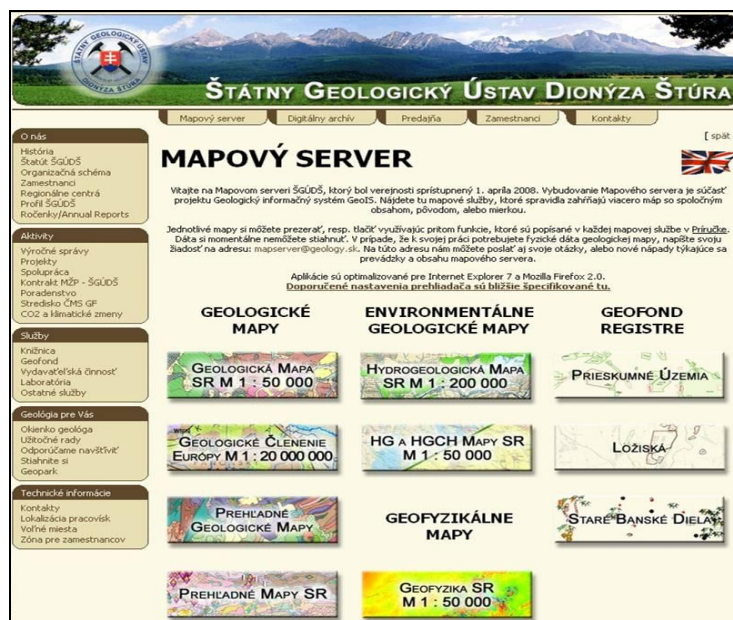 ŠTÁTNY GEOLOGICKÝ ÚSTAV DIONÝZA ŠTÚRA
Mapový server
Digitálny archív
Predajňa
Zamestnanci
Kontakty
[ spät
O nás
História
Štatút ŠGÚDŠ
Organizačná schéma
Zamestnanci
Regionálne centrá
Profil ŠGÚDŠ
Ročenky/Annual Reports
Aktivity
Výročné správy
Projekty
Spolupráca
Kontrakt MŽP - ŠGÚDŠ
Poradenstvo
Stredisko ČMS GF
CO2 a klimatické zmeny
Služby
Knižnica
Geofond
Vydavateľská činnosť
Laboratória
Ostatné služby
Geológia pre Vás
Okienko geológa
Užitočné rady
Odporúčame navštíviť
Stiahnite si
Geopark
Technické informácie
Kontakty
Lokalizácia pracovísk
Voľné miesta
Zóna pre zamestnancov
MAPOVÝ SERVER
Vitajte na Mapovom serveri ŠGÚDŠ, ktorý bol verejnosti sprístupnený 1. apríla 2008. Vybudovanie Mapového servera je súčasť
projektu Geologický informačný systém GeoIS. Nájdete tu mapové služby, ktoré spravidla zahŕňajú viacero máp so spoločným
obsahom, pôvodom, alebo mierkou.
Jednotlivé mapy si môžete prezerať, resp. tlačiť využívajúc pritom funkcie, ktoré sú popísané v každej mapovej službe v Príručke.
Dáta si momentálne nemôžete stiahnuť. V prípade, že k svojej práci potrebujete fyzické dáta geologickej mapy, napíšte svoju
žiadosť na adresu: mapserver@geology.sk. Na túto adresu nám môžete poslať aj svoje otázky, alebo nové nápady týkajúce sa
prevádzky a obsahu mapového servera.
Aplikácie sú optimalizované pre Internet Explorer 7 a Mozilla Firefox 2.0.
Doporučené nastavenia prehliadača sú bližšie špecifikované tu.
GEOLOGICKÉ
MAPY
GEOLOGICKÁ MAPA
SR M 1 : 50 000
GEOLOGICKÉ ČLENENIE
EURÓPY M 1 : 20 000 000
PREHĽADNÉ
GEOLOGICKÉ MAPY
PREHĽADNÉ MAPY SR
ENVIRONMENTÁLNE
GEOLOGICKÉ MAPY
HYDROGEOLOGICKÁ MAPA
SR M 1 : 200 000
HG A HGCH MAPY SR
M 1 : 50 000
GEOFYZIKÁLNE
MAPY
GEOFYZIKA SR
M 1 : 50 000
GEOFOND
REGISTRE
PRIESKUMNÉ ÚZEMIA
LOŽISKÁ
STARÉ BANSKÉ DIELA